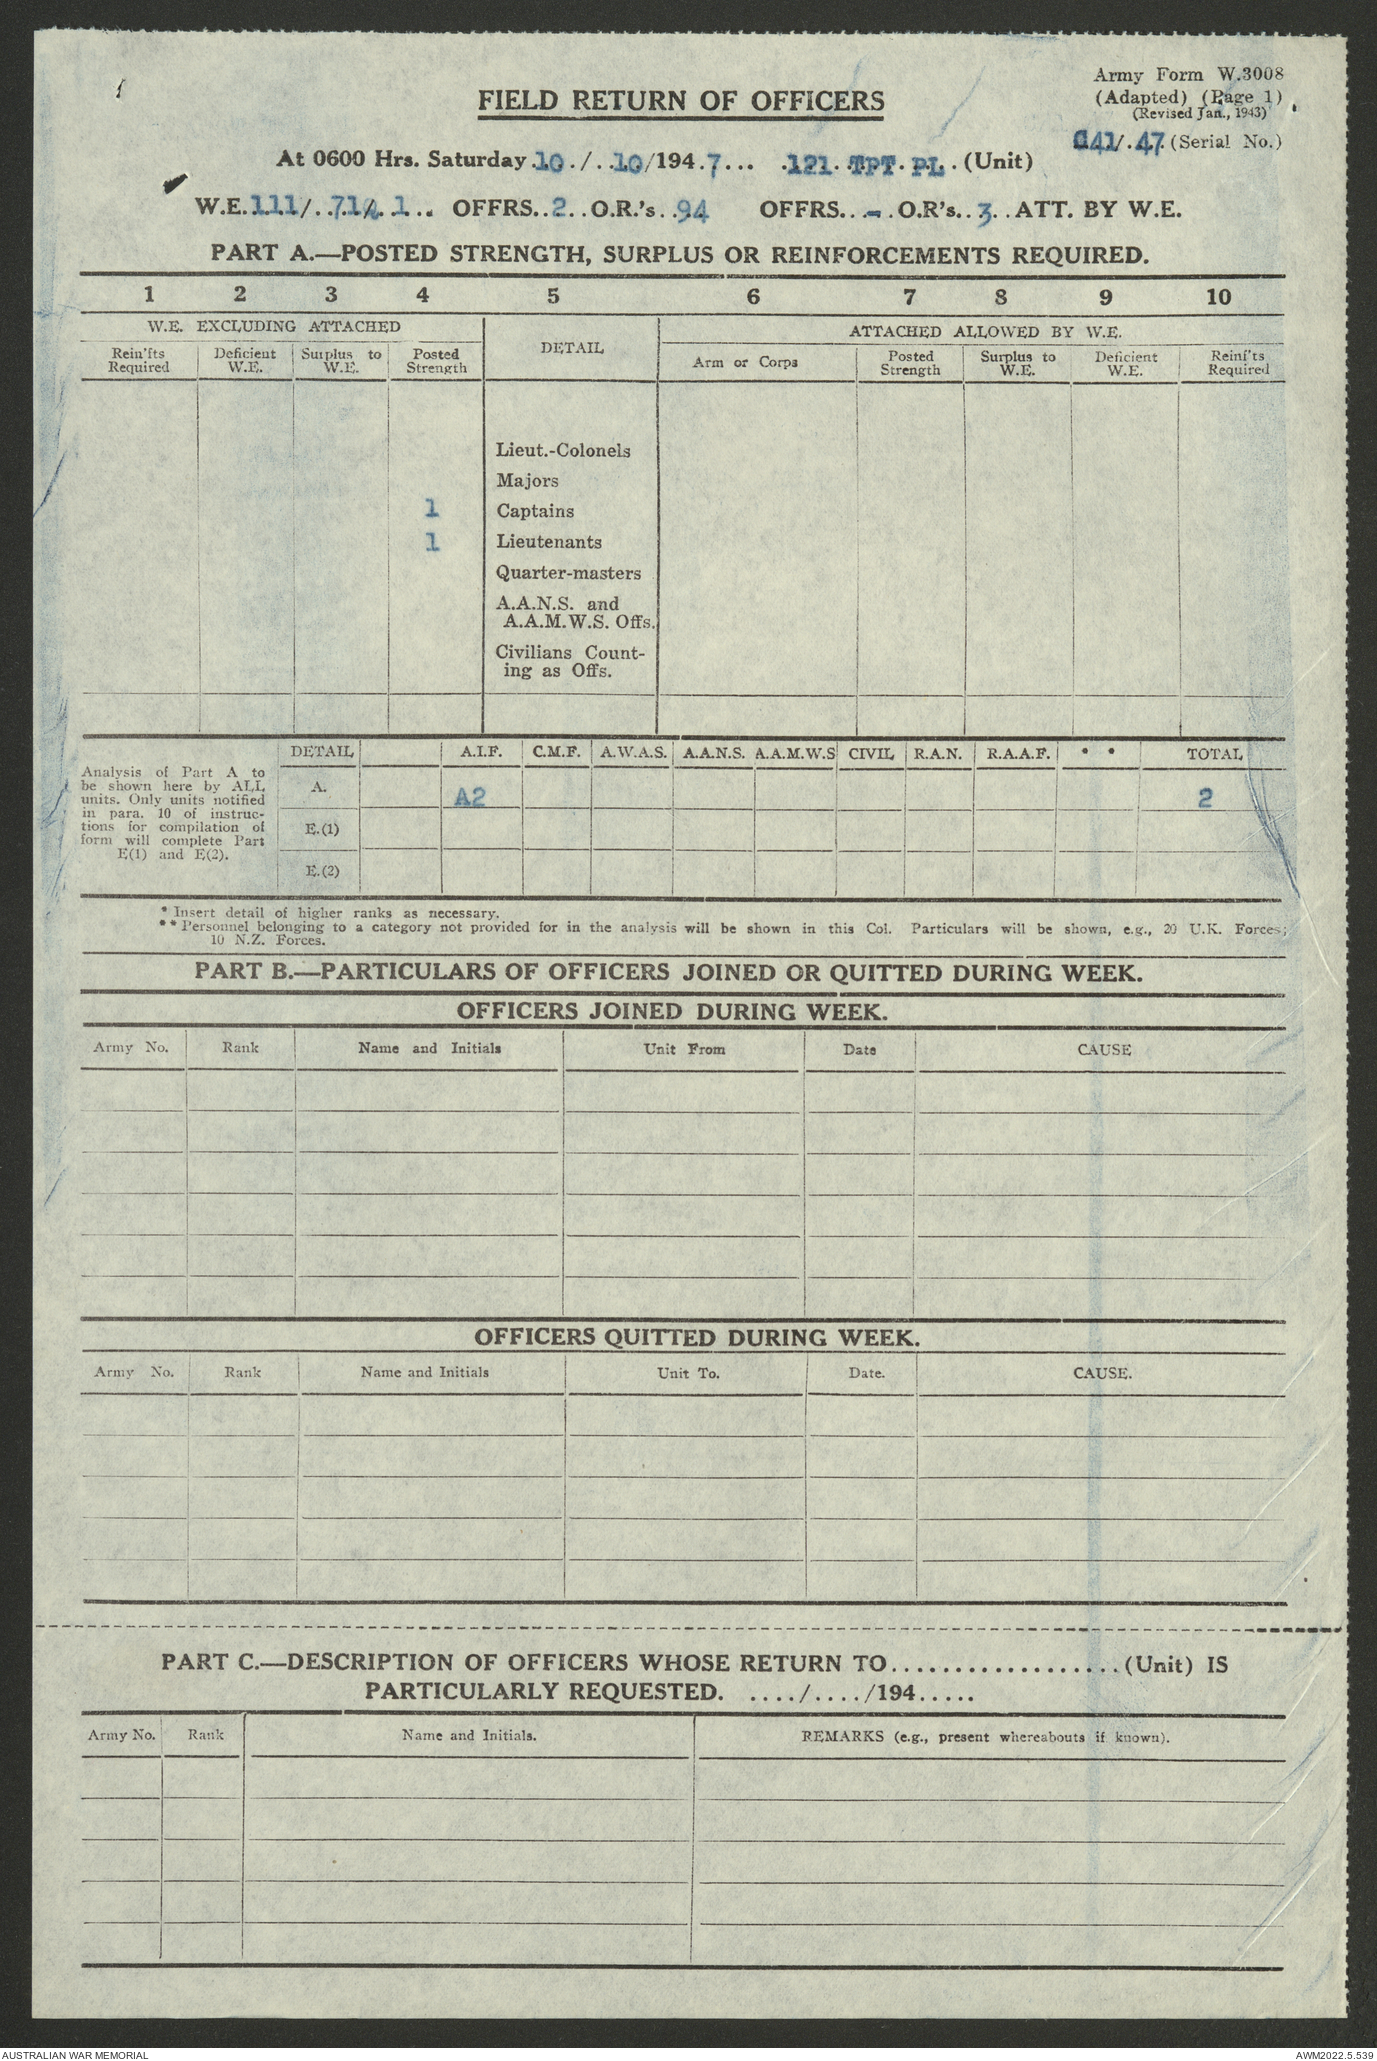 Army Form W.3008
FIELD RETURN OF OFFICERS
(Adapted) (Page 1)
(Revised Jan., 1943)
At 0600 Hrs. Saturday 10 / 10/194 7 ... 121 TPT PL (Unit)
41/ 47 (Serial No.)
W.E. 111/ 71/ 1 OFFRS. 2 O.R.'s 94 OFFRS. - O.R's. 3 ATT. BY W.E.
PART A.—POSTED STRENGTH, SURPLUS OR REINFORCEMENTS REQUIRED.
1 2 3 4 5 6 7 8 9 10
W.E. EXCLUDING ATTACHED DETAIL ATTACHED ALLOWED BY W.E.
Rein'fts Required Deficient W.E. Surplus to W.E. Posted Strength Arm or Corps Posted Strength Surplus to W.E. Deficient W.E. Reinf'ts Required
Lieut.-Colonels
Majors
1 Captains
1 Lieutenants
Quarter-masters
A.A.N.S. and
A.A.M.W.S. Offs.
Civilians Count-
ing as Offs.
DETAIL A.I.F. C.M.F. A.W.A.S. A.A.N.S. A.A.M.W.S CIVIL R.A.N. R.A.A.F. * * TOTAL
Analysis of Part A to
be shown here by ALL
units. Only units notified
in para. 10 of instruc-
tions for compilation of
form will complete Part
E(1) and E(2).
A. A2 2
E.(1)
E.(2)
* Insert detail of higher ranks as necessary.
** Personnel belonging to a category not provided for in the analysis will be shown in this Col. Particulars will be shown, e.g., 20 U.K. Forces;
10 N.Z. Forces.
PART B.—PARTICULARS OF OFFICERS JOINED OR QUITTED DURING WEEK.
OFFICERS JOINED DURING WEEK.
Army No. Rank Name and Initials Unit From Date CAUSE
OFFICERS QUITTED DURING WEEK.
Army No. Rank Name and Initials Unit To. Date. CAUSE.
PART C.—DESCRIPTION OF OFFICERS WHOSE RETURN TO..................(Unit) IS
PARTICULARLY REQUESTED. ..../..../194.....
Army No. Rank Name and Initials. REMARKS (e.g., present whereabouts if known).
AUSTRALIAN WAR MEMORIAL AWM2022.5.539